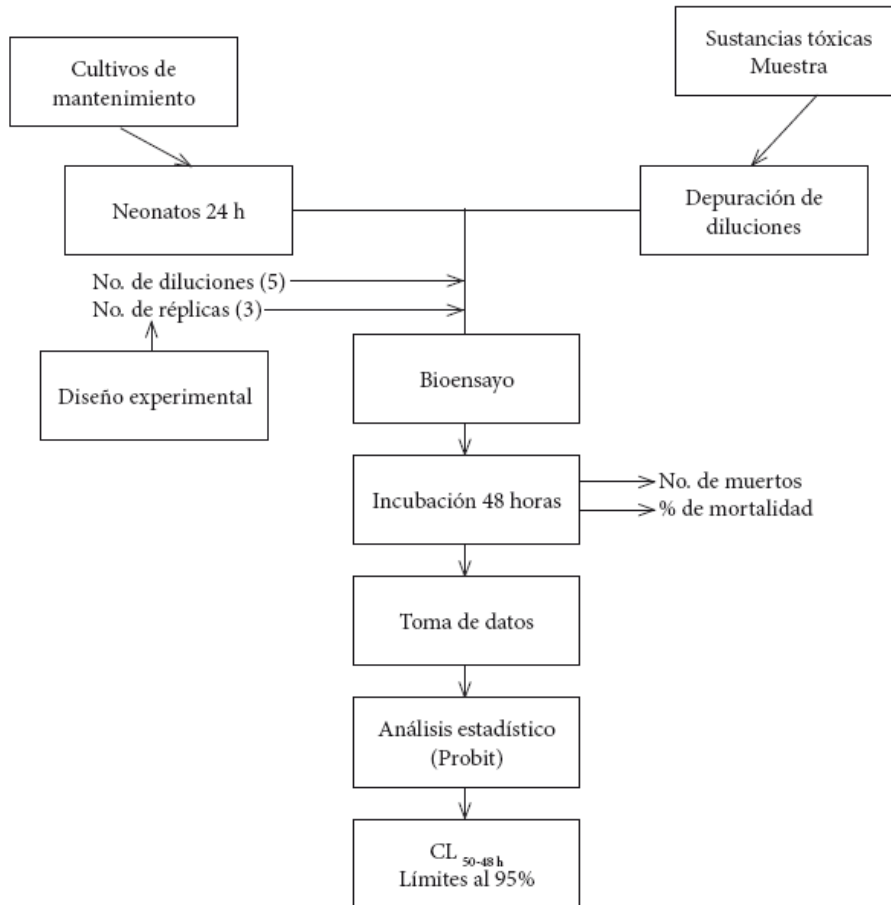 Sustancias tóxicas
Muestra
Cultivos de
mantenimiento
Neonatos 24 h
Depuración de
diluciones
No. de diluciones (5)
No. de réplicas (3)
Diseño experimental
Bioensayo
Incubación 48 horas
No. de muertos
% de mortalidad
Toma de datos
Análisis estadístico
(Probit)
CL 50-48 h
Límites al 95%